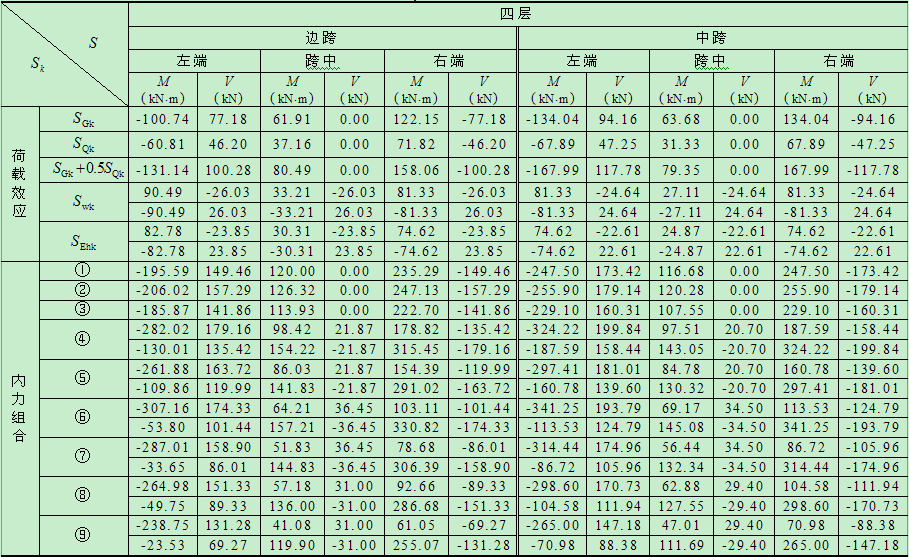 四层
S
S_k
边跨
中跨
左端 跨中 右端 左端 跨中 右端
M V M V M V M V M V M V
(kN·m) (kN) (kN·m) (kN) (kN·m) (kN) (kN·m) (kN) (kN·m) (kN) (kN·m) (kN)
荷载效应
S_Gk -100.74 77.18 61.91 0.00 122.15 -77.18 -134.04 94.16 63.68 0.00 134.04 -94.16
S_Qk -60.81 46.20 37.16 0.00 71.82 -46.20 -67.89 47.25 31.33 0.00 67.89 -47.25
S_Gk+0.5S_Qk -131.14 100.28 80.49 0.00 158.06 -100.28 -167.99 117.78 79.35 0.00 167.99 -117.78
S_wk 90.49 -26.03 33.21 -26.03 81.33 -26.03 81.33 -24.64 27.11 -24.64 81.33 -24.64
-90.49 26.03 -33.21 26.03 -81.33 26.03 -81.33 24.64 -27.11 24.64 -81.33 24.64
S_Ehk 82.78 -23.85 30.31 -23.85 74.62 -23.85 74.62 -22.61 24.87 -22.61 74.62 -22.61
-82.78 23.85 -30.31 23.85 -74.62 23.85 -74.62 22.61 -24.87 22.61 -74.62 22.61
内力组合
① -195.59 149.46 120.00 0.00 235.29 -149.46 -247.50 173.42 116.68 0.00 247.50 -173.42
② -206.02 157.29 126.32 0.00 247.13 -157.29 -255.90 179.14 120.28 0.00 255.90 -179.14
③ -185.87 141.86 113.93 0.00 222.70 -141.86 -229.10 160.31 107.55 0.00 229.10 -160.31
④ -282.02 179.16 98.42 21.87 178.82 -135.42 -324.22 199.84 97.51 20.70 187.59 -158.44
-130.01 135.42 154.22 -21.87 315.45 -179.16 -187.59 158.44 143.05 -20.70 324.22 -199.84
⑤ -261.88 163.72 86.03 21.87 154.39 -119.99 -297.41 181.01 84.78 20.70 160.78 -139.60
-109.86 119.99 141.83 -21.87 291.02 -163.72 -160.78 139.60 130.32 -20.70 297.41 -181.01
⑥ -307.16 174.33 64.21 36.45 103.11 -101.44 -341.25 193.79 69.17 34.50 113.53 -124.79
-53.80 101.44 157.21 -36.45 330.82 -174.33 -113.53 124.79 145.08 -34.50 341.25 -193.79
⑦ -287.01 158.90 51.83 36.45 78.68 -86.01 -314.44 174.96 56.44 34.50 86.72 -105.96
-33.65 86.01 144.83 -36.45 306.39 -158.90 -86.72 105.96 132.34 -34.50 314.44 -174.96
⑧ -264.98 151.33 57.18 31.00 92.66 -89.33 -298.60 170.73 62.88 29.40 104.58 -111.94
-49.75 89.33 136.00 -31.00 286.68 -151.33 -104.58 111.94 127.55 -29.40 298.60 -170.73
⑨ -238.75 131.28 41.08 31.00 61.05 -69.27 -265.00 147.18 47.01 29.40 70.98 -88.38
-23.53 69.27 119.90 -31.00 255.07 -131.28 -70.98 88.38 111.69 -29.40 265.00 -147.18